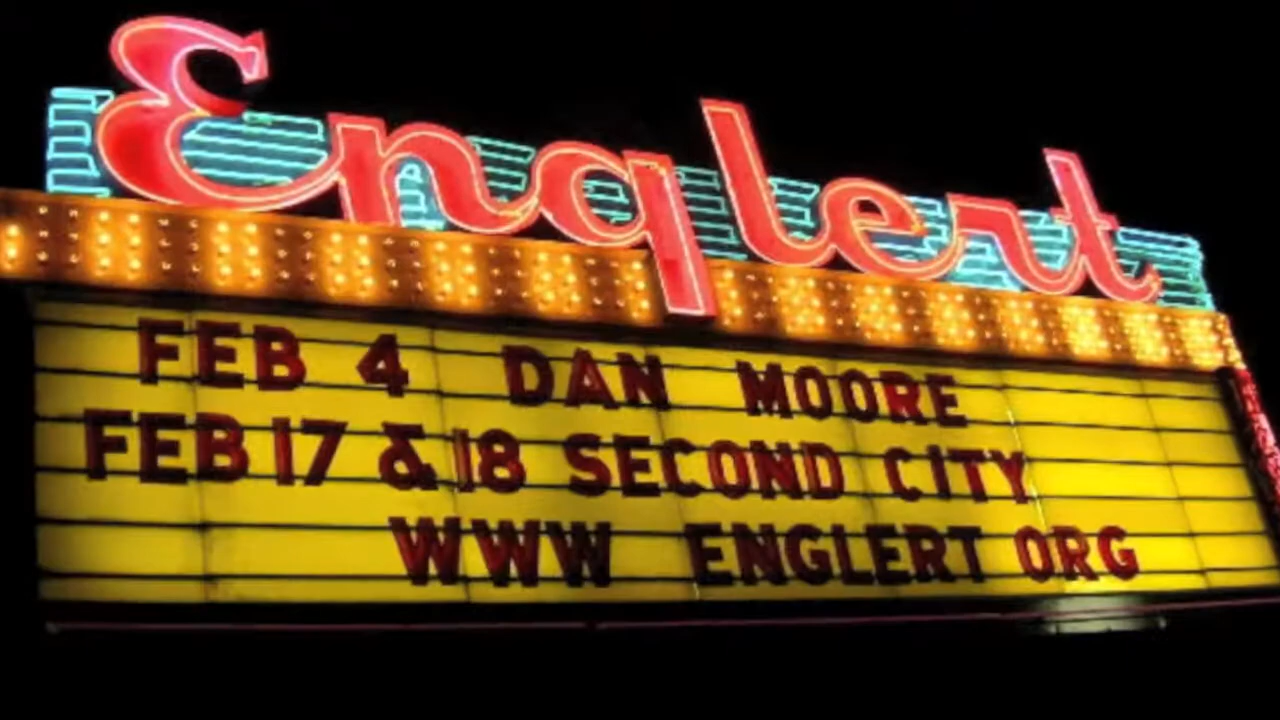 Englert
FEB 4 DAN MOORE
FEB 17 & 18 SECOND CITY
WWW ENGLERT ORG